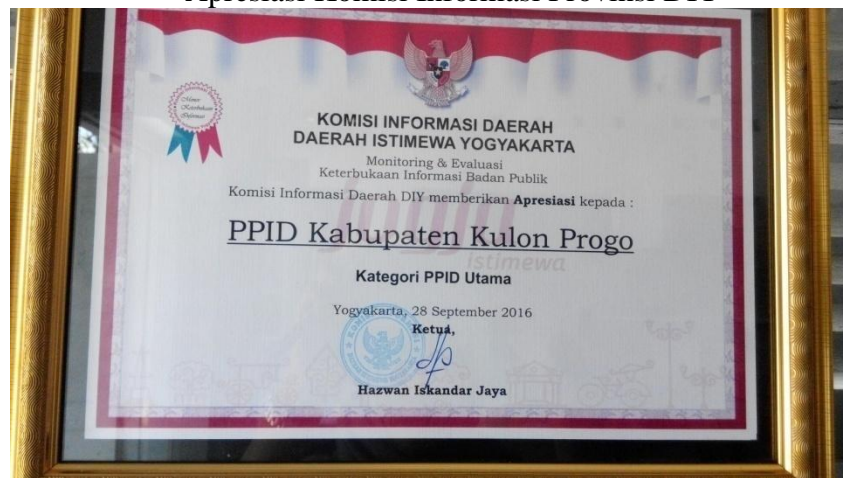 Apresiasi Komisi Informasi Provinsi DIY
KOMISI INFORMASI DAERAH
DAERAH ISTIMEWA YOGYAKARTA
Monitoring & Evaluasi
Keterbukaan Informasi Badan Publik
Komisi Informasi Daerah DIY memberikan Apresiasi kepada :
PPID Kabupaten Kulon Progo
jogja
istimewa
Kategori PPID Utama
Yogyakarta, 28 September 2016
Ketua,
Hazwan Iskandar Jaya